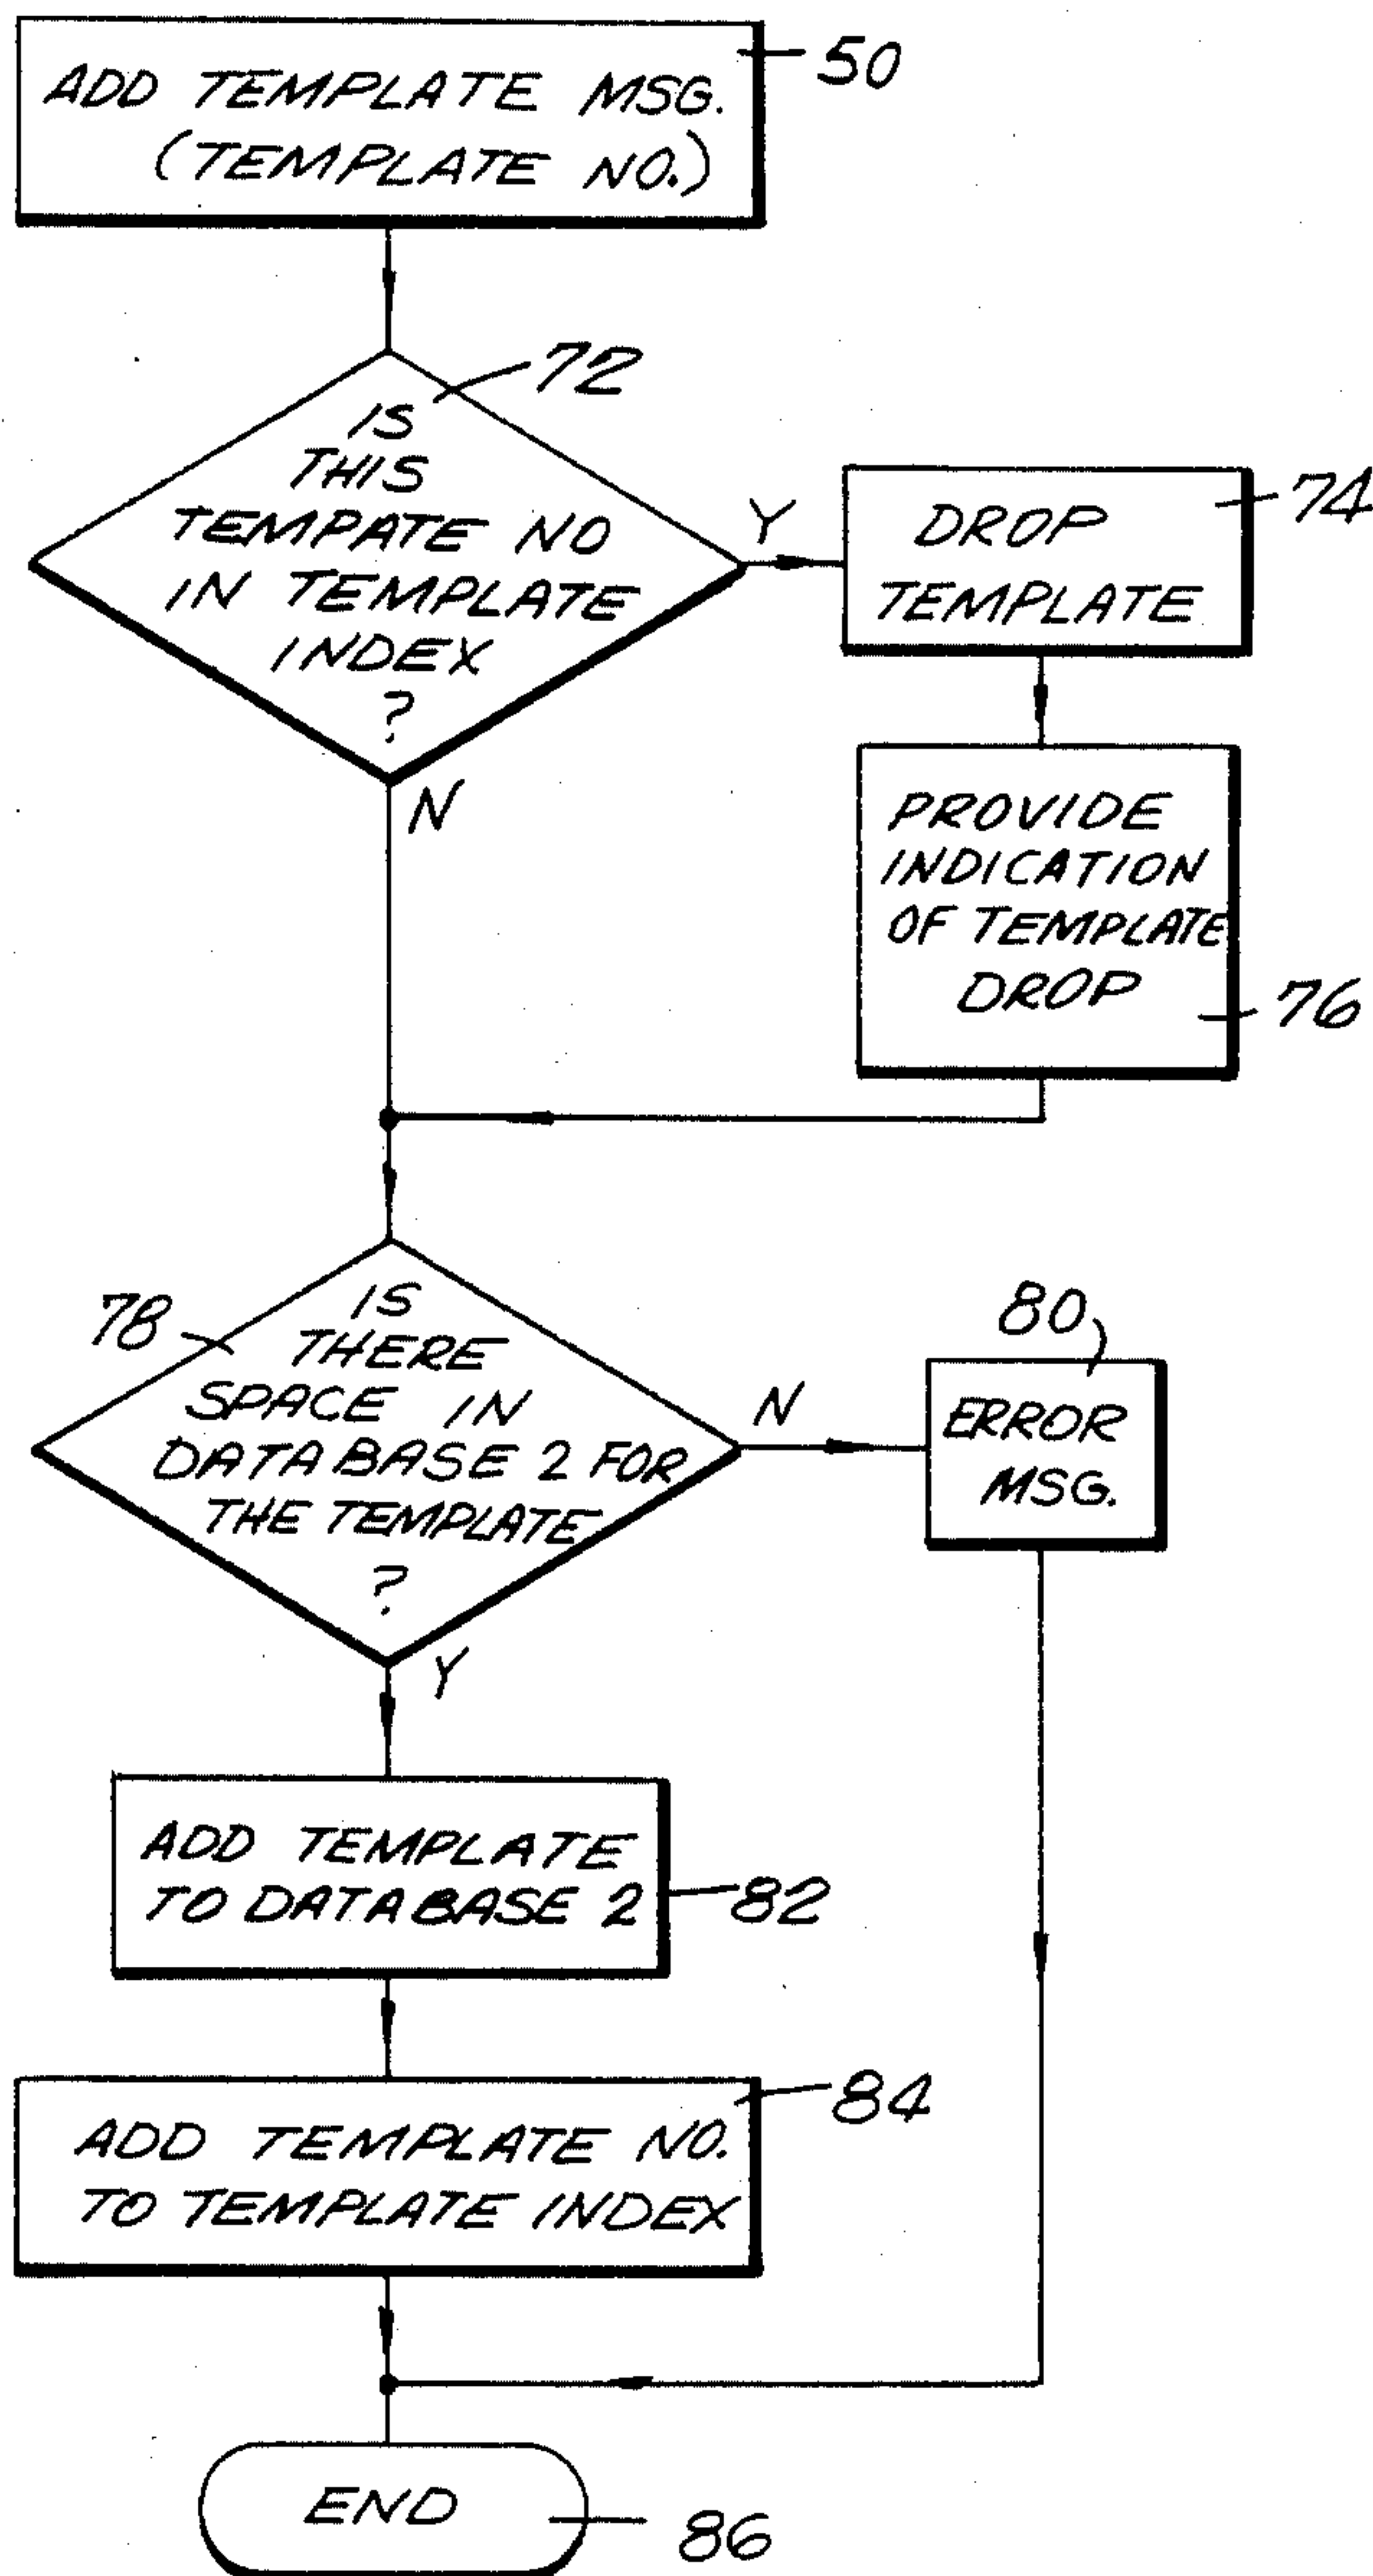 ADD TEMPLATE MSG.
(TEMPLATE NO.)
50
72
IS
THIS
TEMPATE NO
IN TEMPLATE
INDEX
?
Y
N
DROP
TEMPLATE
74
PROVIDE
INDICATION
OF TEMPLATE
DROP
76
78
IS
THERE
SPACE IN
DATABASE 2 FOR
THE TEMPLATE
?
N
Y
80
ERROR
MSG.
ADD TEMPLATE
TO DATABASE 2
82
ADD TEMPLATE NO.
TO TEMPLATE INDEX
84
END
86